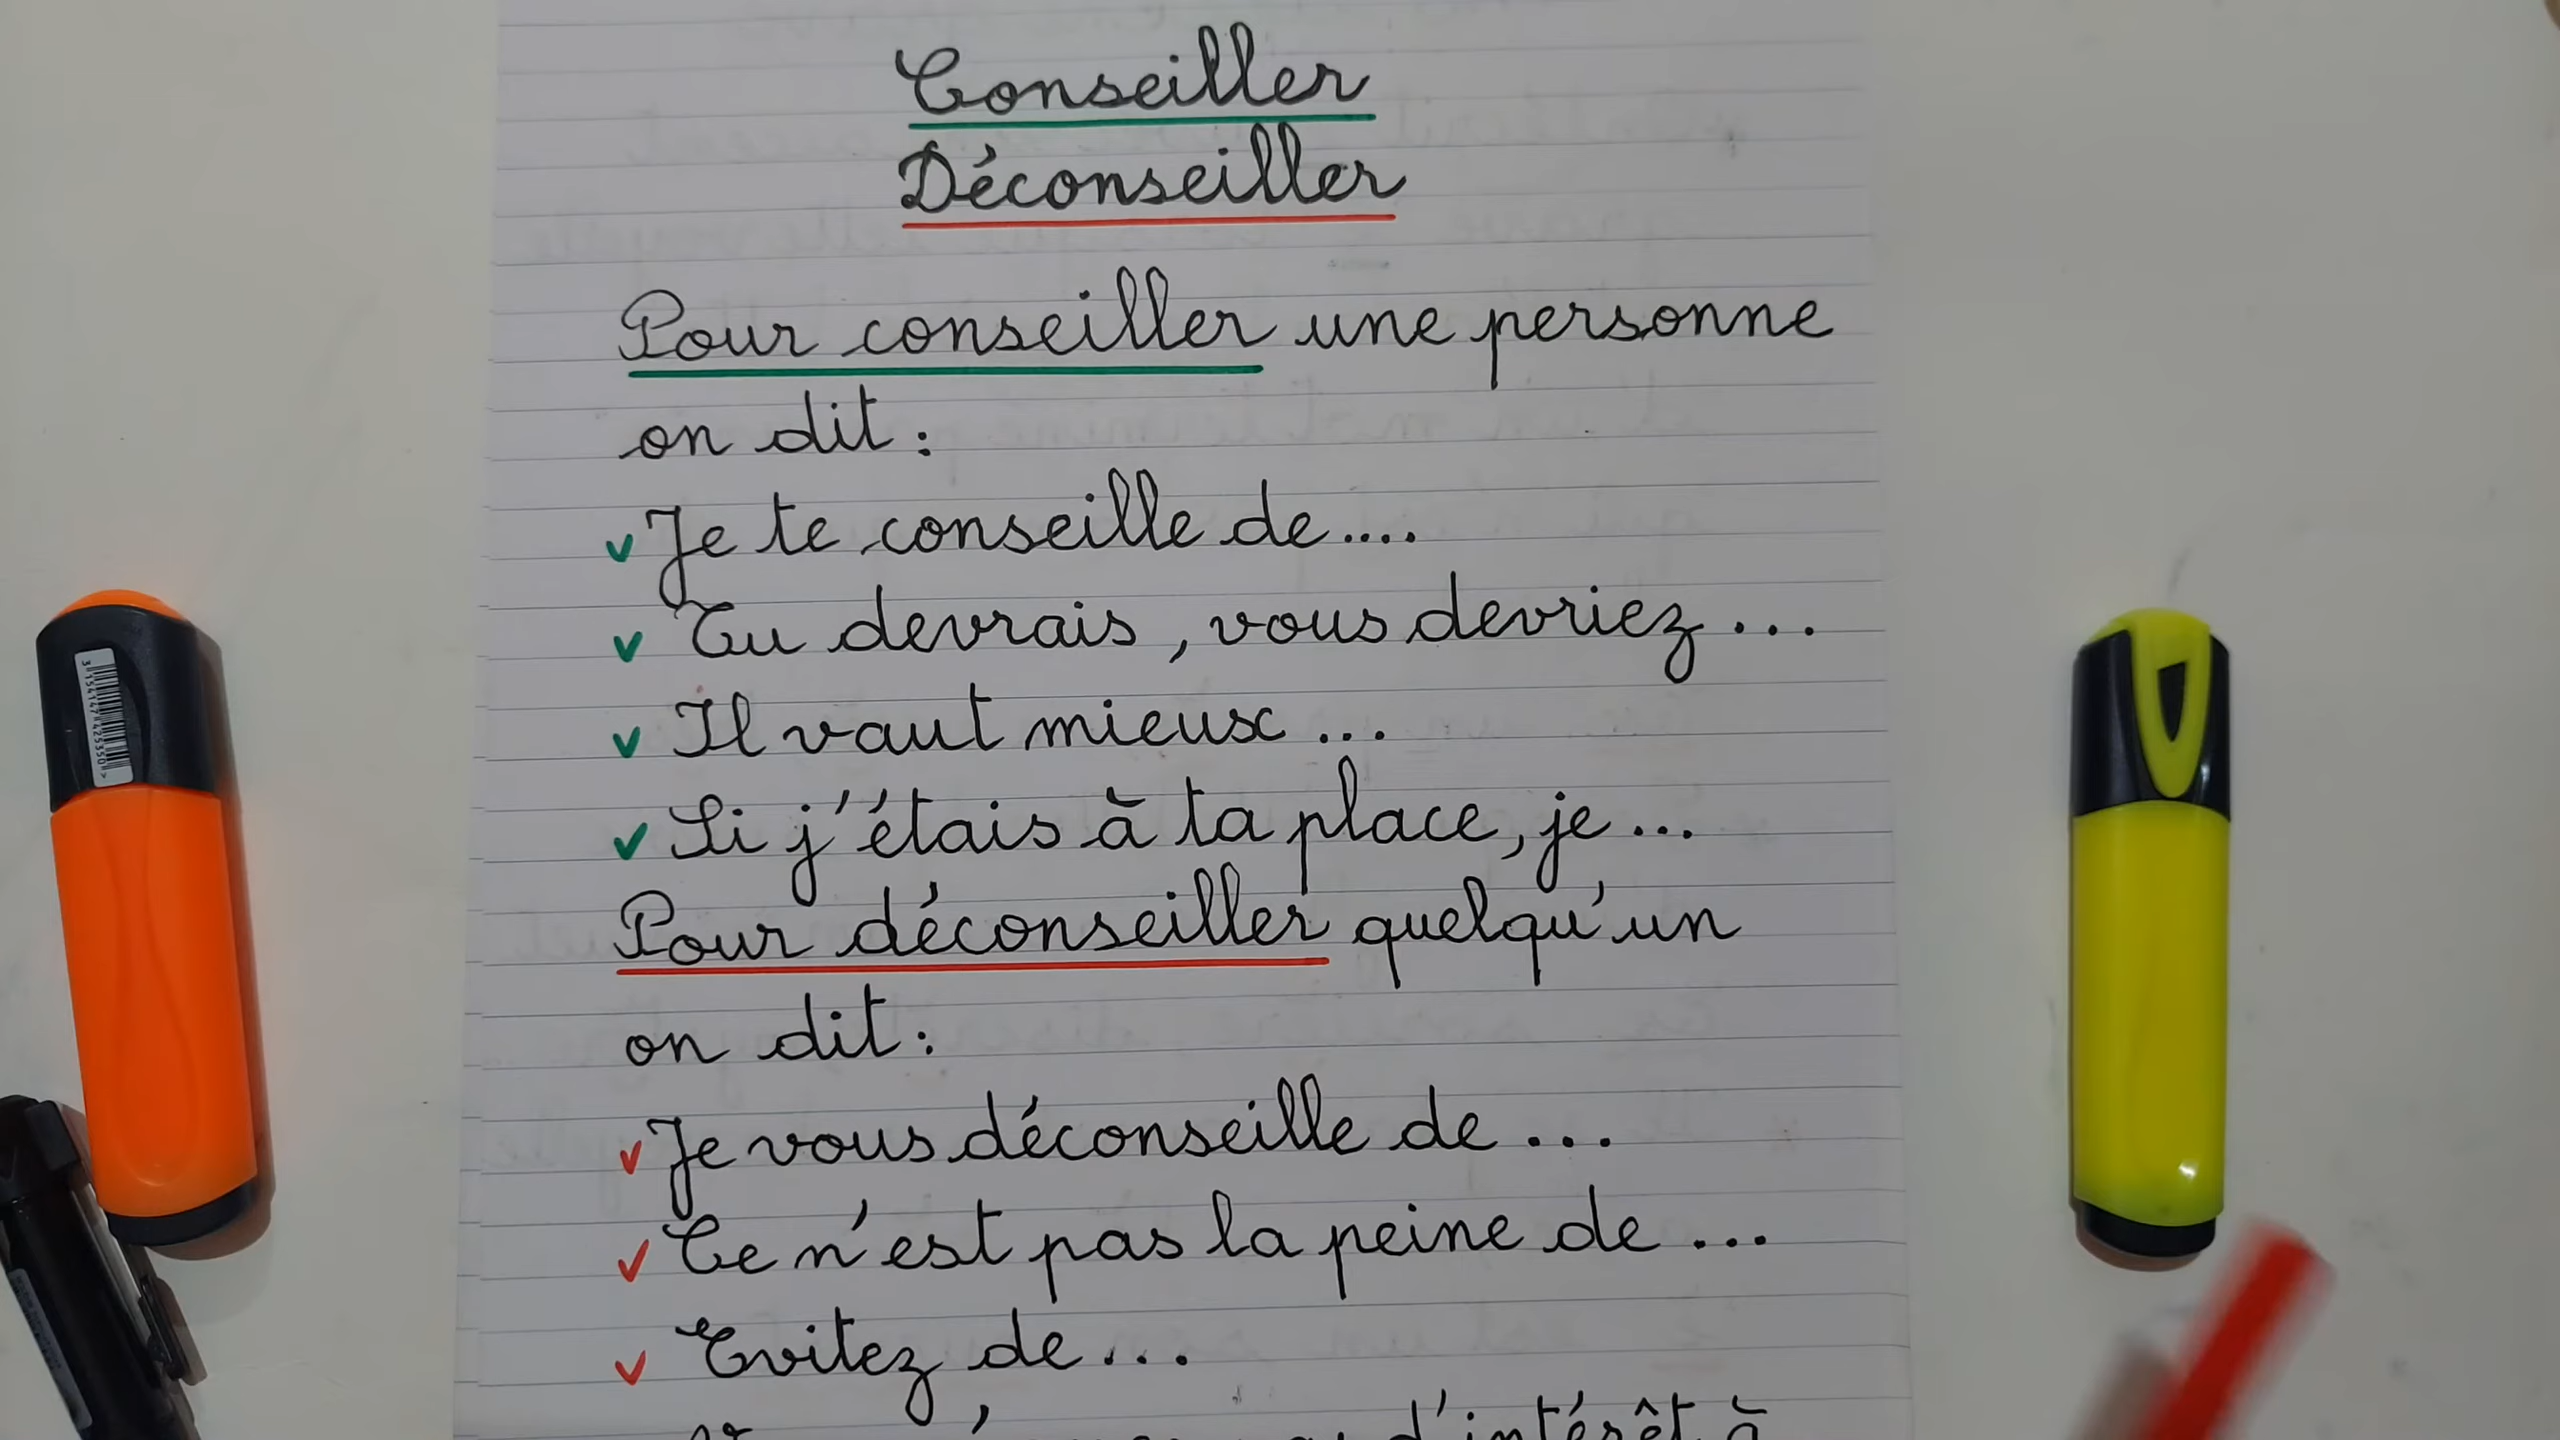 Conseiller
Déconseiller
Pour conseiller une personne
on dit :
✓ Je te conseille de....
✓ Tu devrais, vous devriez ...
✓ Il vaut mieux ...
✓ Si j'étais à ta place, je ...
Pour déconseiller quelqu'un
on dit :
✓ Je vous déconseille de ...
✓ Ce n'est pas la peine de ...
✓ Evitez de ...
d'intérêt à